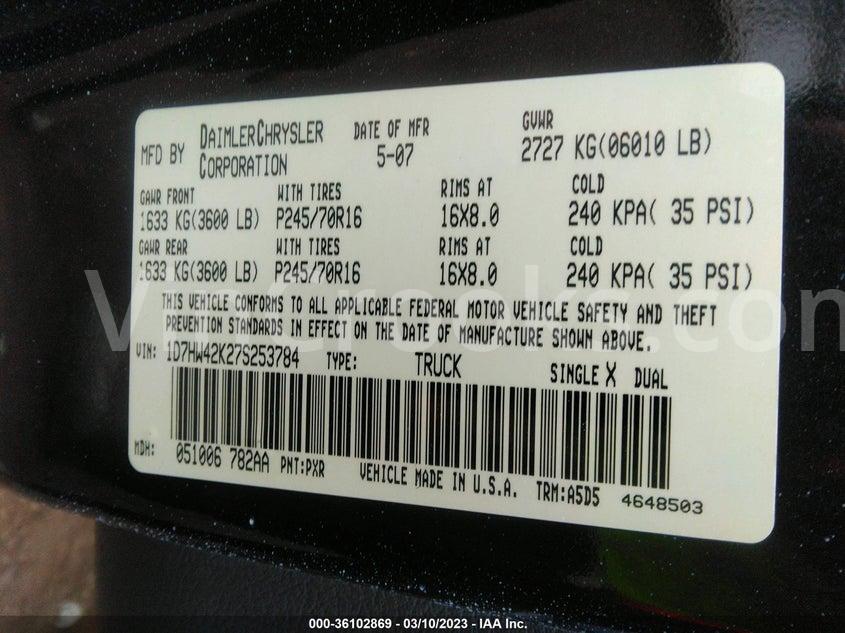 MFD BY DAIMLERCHRYSLER CORPORATION DATE OF MFR 5-07 GVWR 2727 KG(06010 LB)
GAWR FRONT WITH TIRES RIMS AT COLD
1633 KG(3600 LB) P245/70R16 16X8.0 240 KPA( 35 PSI)
GAWR REAR WITH TIRES RIMS AT COLD
1633 KG(3600 LB) P245/70R16 16X8.0 240 KPA( 35 PSI)
THIS VEHICLE CONFORMS TO ALL APPLICABLE FEDERAL MOTOR VEHICLE SAFETY AND THEFT
PREVENTION STANDARDS IN EFFECT ON THE DATE OF MANUFACTURE SHOWN ABOVE.
VIN: 1D7HW42K27S253784 TYPE: TRUCK SINGLE X DUAL
MDH: 051006 782AA PNT:PXR VEHICLE MADE IN U.S.A. TRM:A5D5 4648503
000-36102869 - 03/10/2023 - IAA Inc.